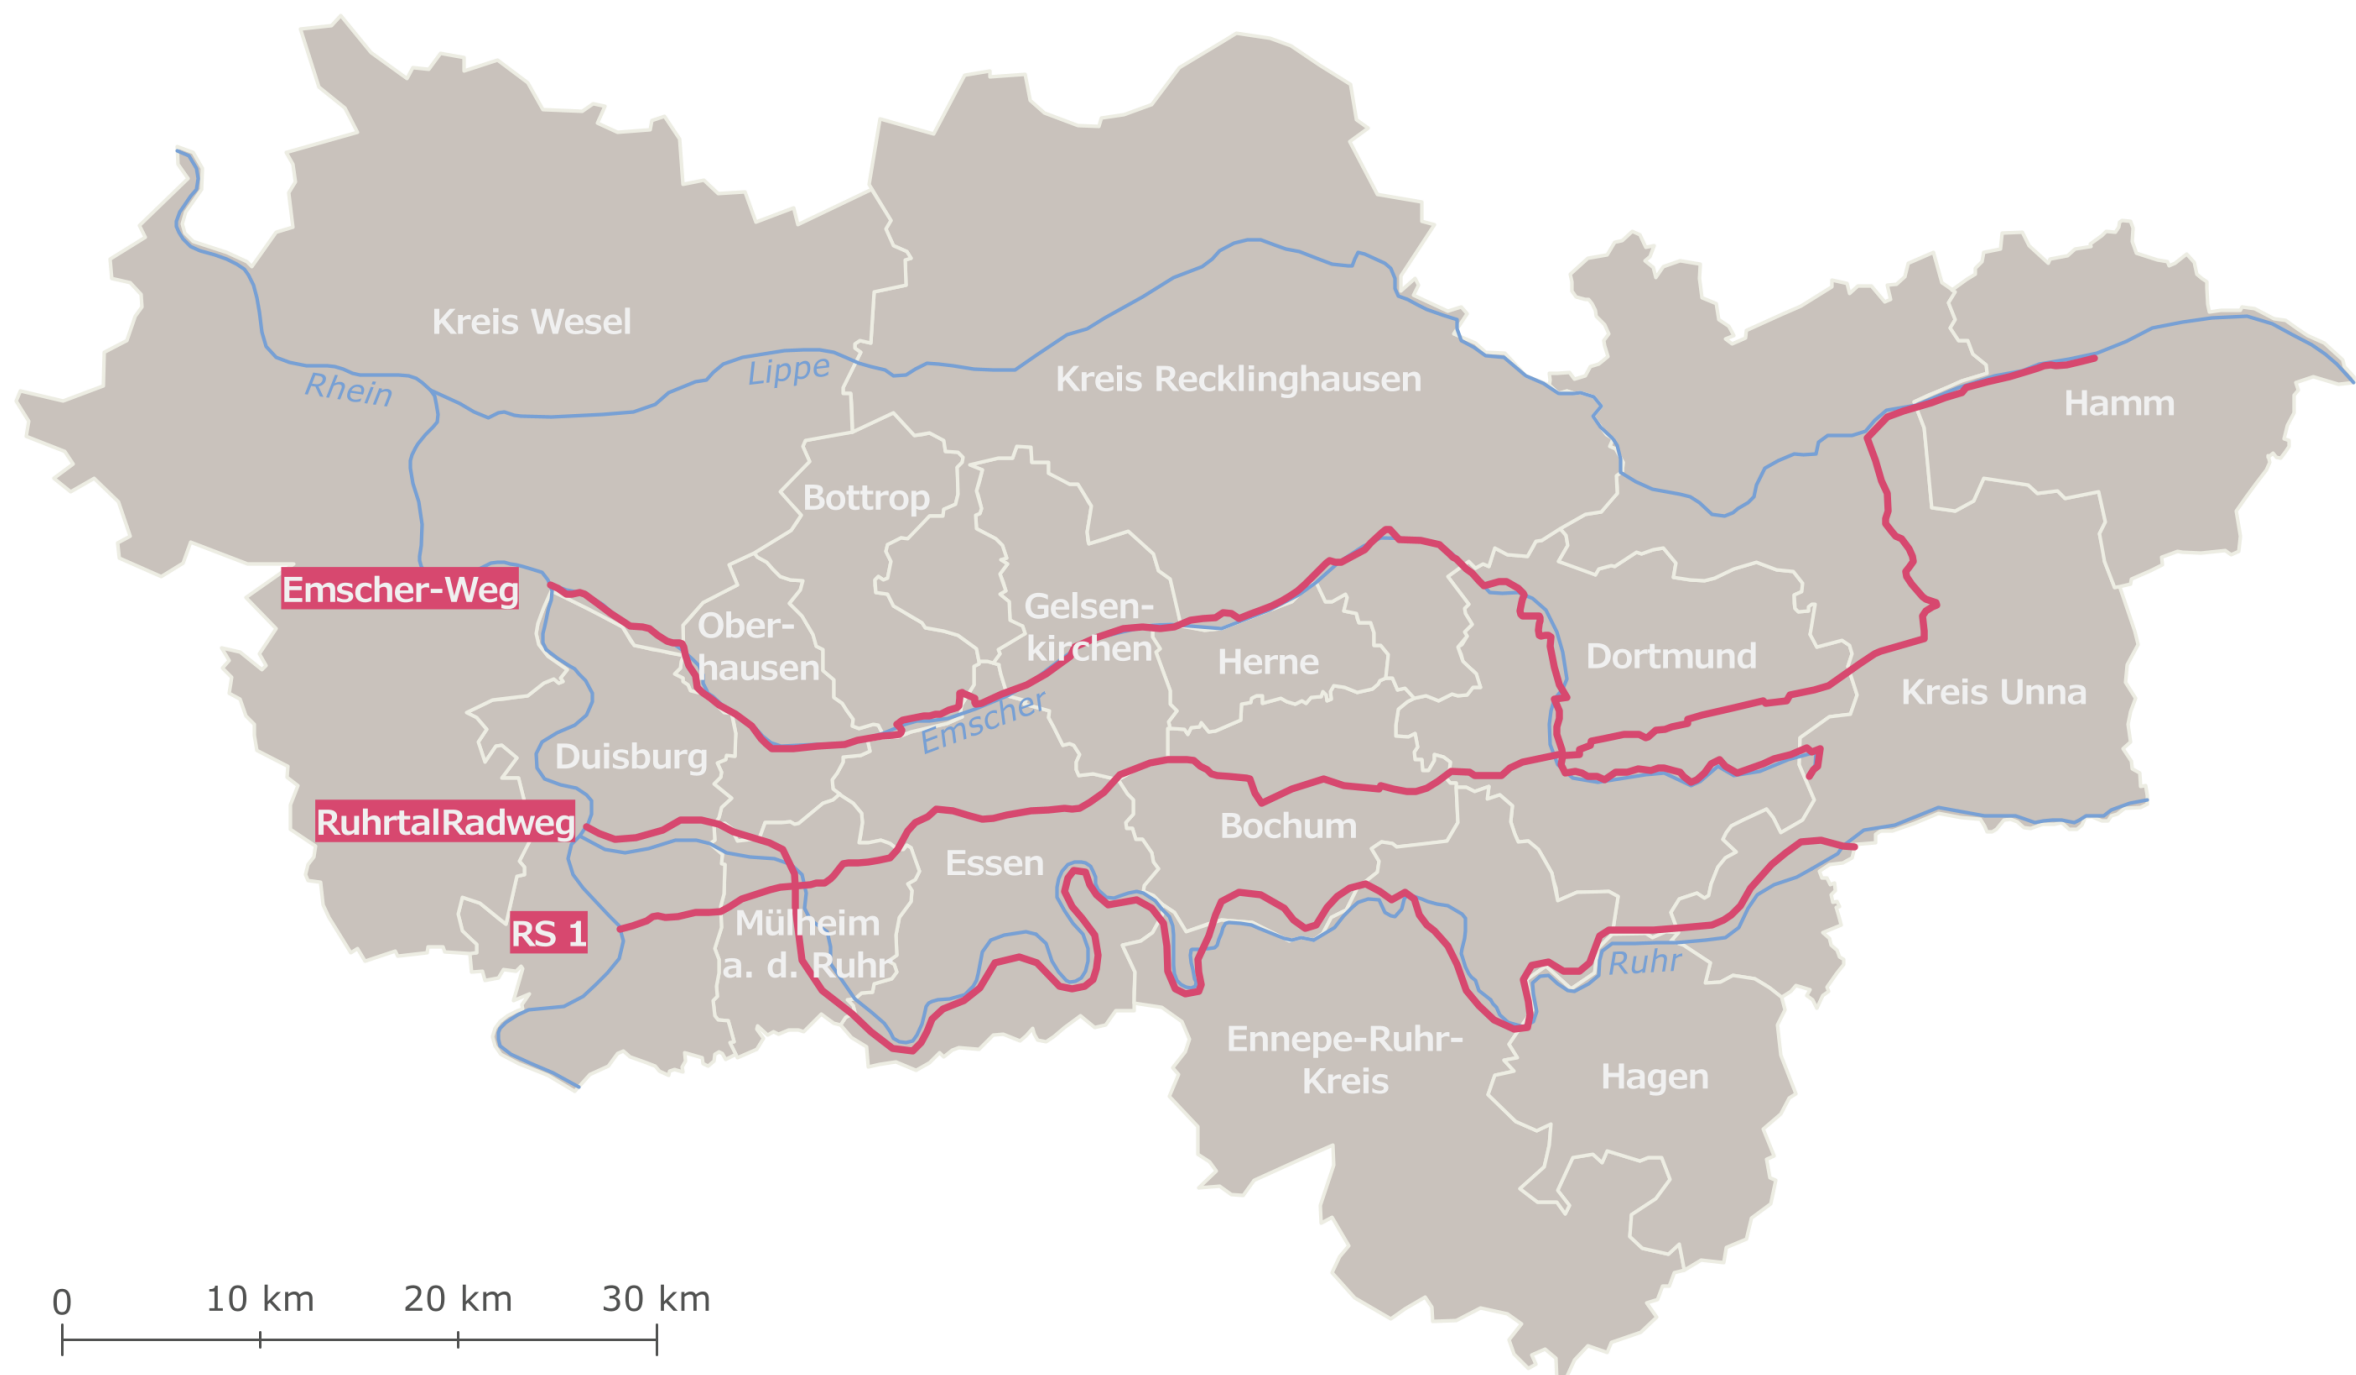 Kreis Wesel
Rhein
Lippe
Kreis Recklinghausen
Hamm
Bottrop
Emscher-Weg
Ober-
hausen
Gelsen-
kirchen
Herne
Dortmund
Kreis Unna
Emscher
Duisburg
RuhrtalRadweg
Bochum
Essen
RS 1
Mülheim
a. d. Ruhr
Ruhr
Ennepe-Ruhr-
Kreis
Hagen
0 10 km 20 km 30 km